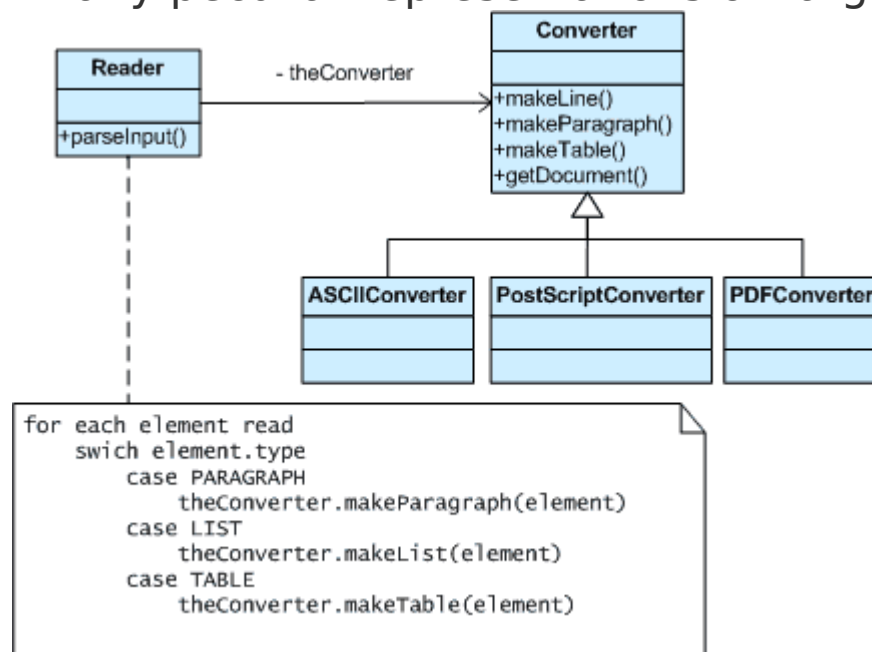 Converter
Reader
- theConverter
+makeLine()
+makeParagraph()
+makeTable()
+getDocument()
+parseInput()
ASCIIConverter
PostScriptConverter
PDFConverter
for each element read
swich element.type
case PARAGRAPH
theConverter.makeParagraph(element)
case LIST
theConverter.makeList(element)
case TABLE
theConverter.makeTable(element)